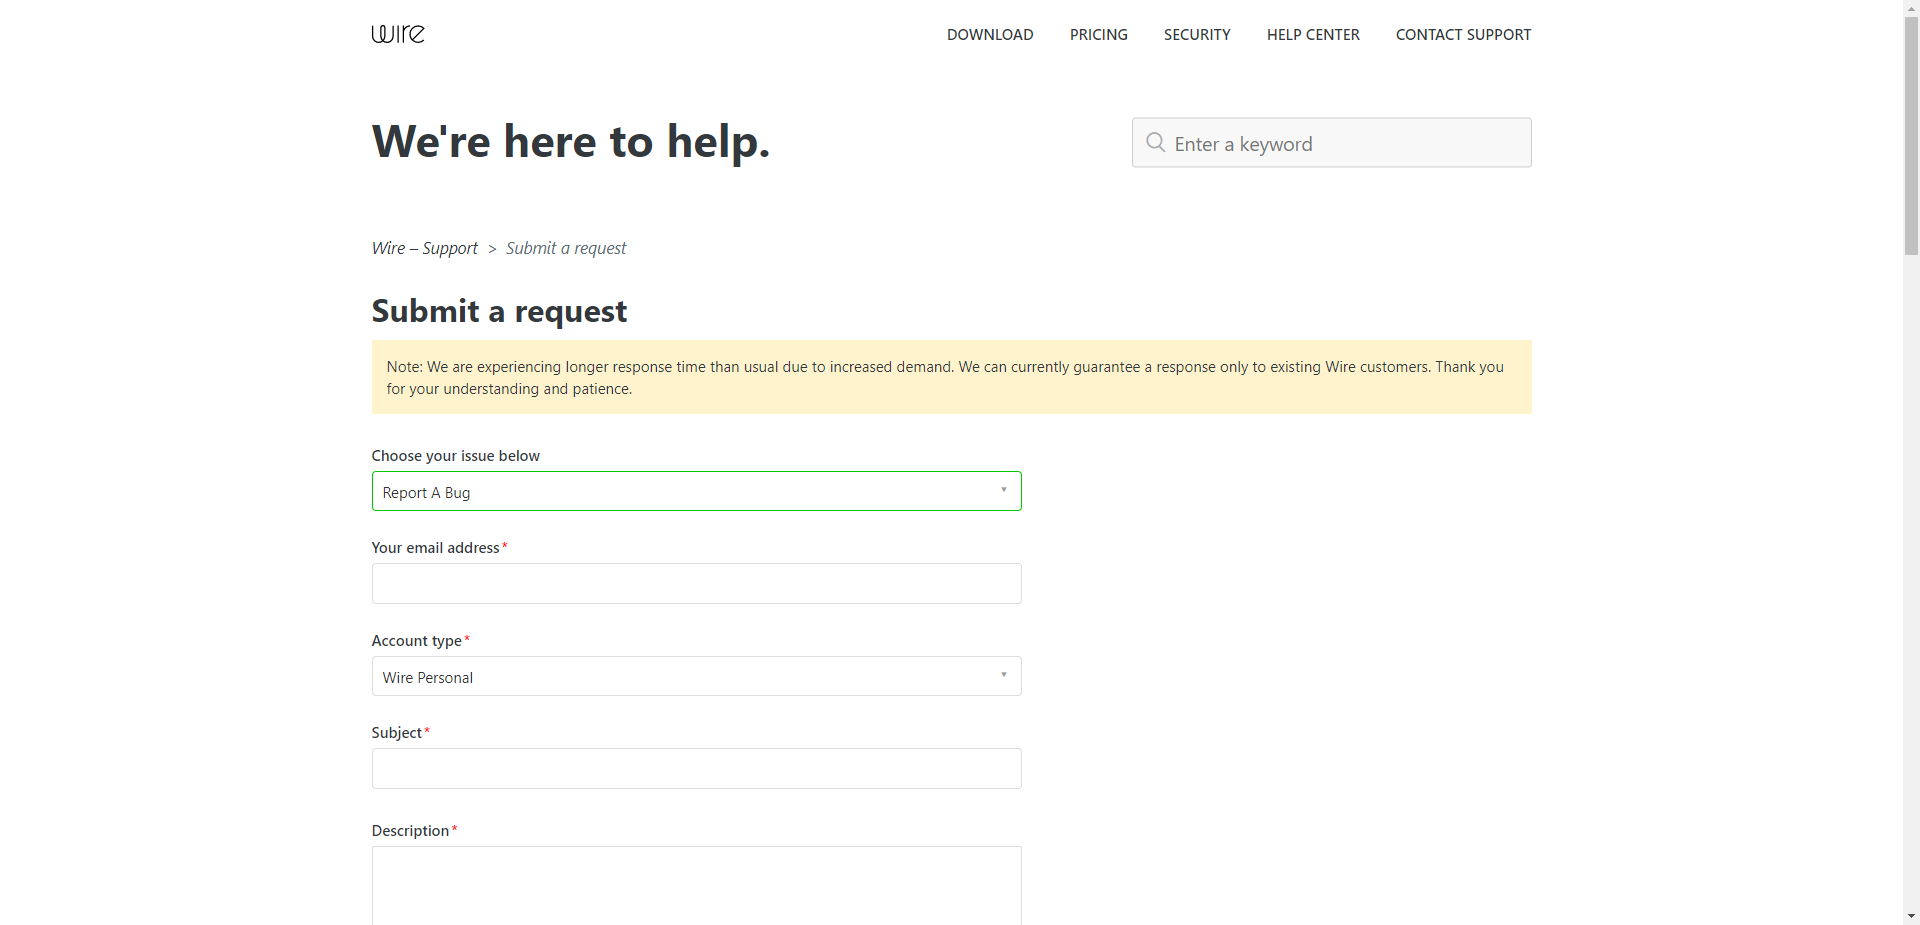 wire
DOWNLOAD
PRICING
SECURITY
HELP CENTER
CONTACT SUPPORT
We're here to help.
Enter a keyword
Wire – Support > Submit a request
Submit a request
Note: We are experiencing longer response time than usual due to increased demand. We can currently guarantee a response only to existing Wire customers. Thank you
for your understanding and patience.
Choose your issue below
Report A Bug
Your email address*
Account type*
Wire Personal
Subject*
Description*